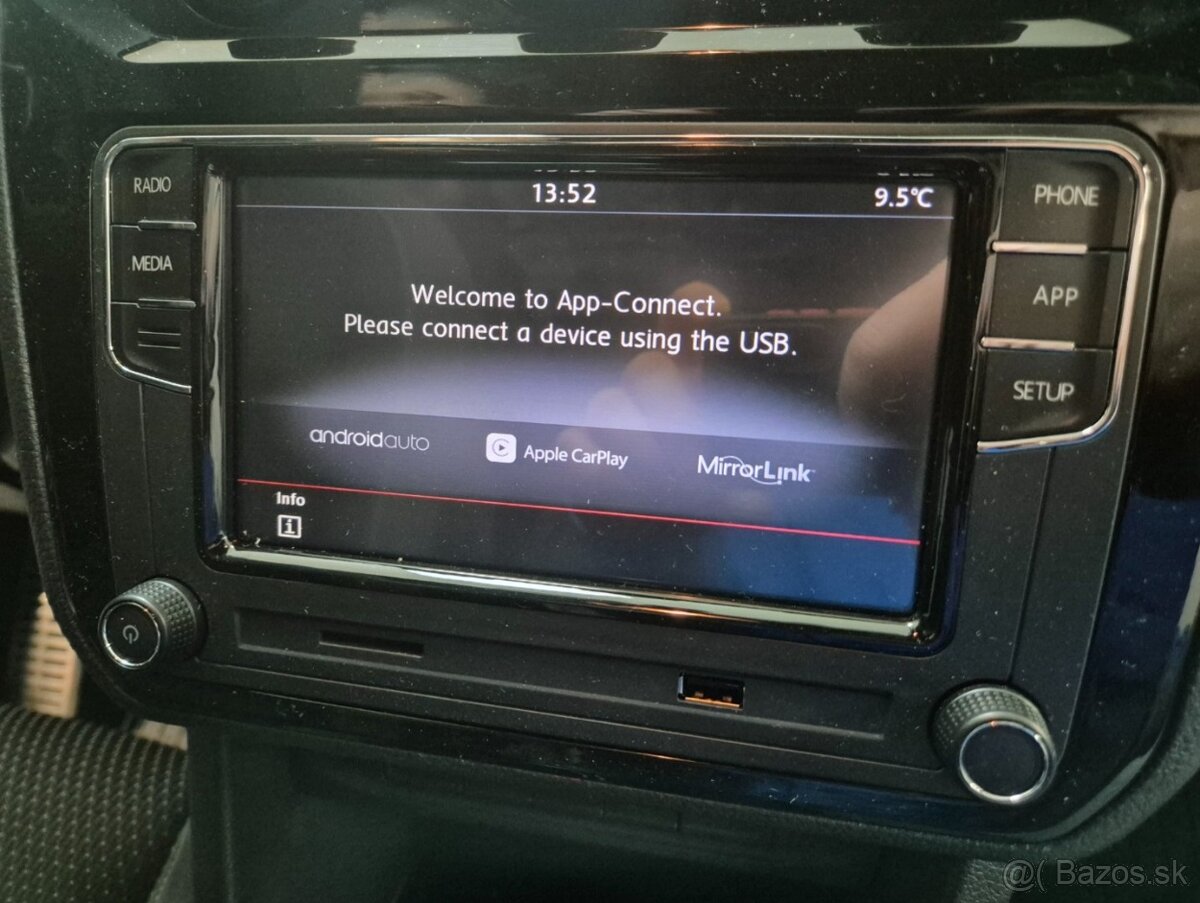 RADIO
MEDIA
13:52
9.5°C
Welcome to App-Connect.
Please connect a device using the USB.
androidauto
Apple CarPlay
MirrorLink
Info
i
PHONE
APP
SETUP
@( Bazos.sk